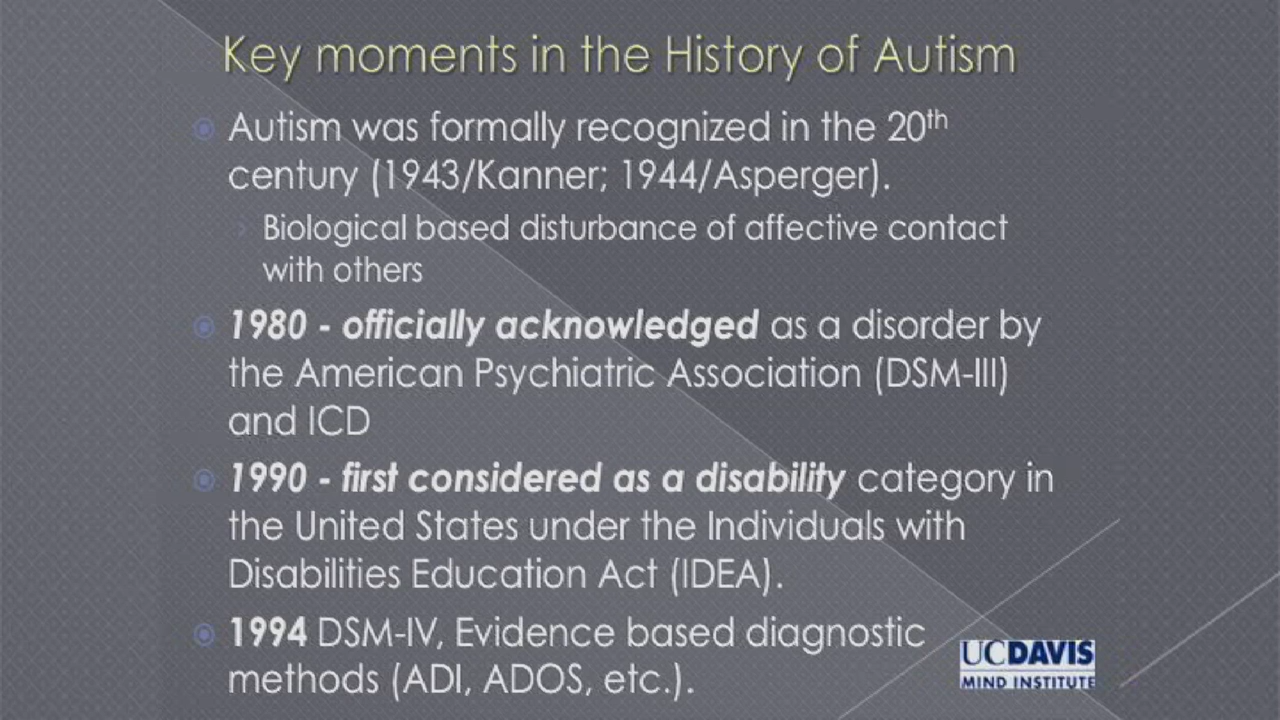 Key moments in the History of Autism
Autism was formally recognized in the 20th
century (1943/Kanner; 1944/Asperger).
Biological based disturbance of affective contact
with others
1980 - officially acknowledged as a disorder by
the American Psychiatric Association (DSM-III)
and ICD
1990 - first considered as a disability category in
the United States under the Individuals with
Disabilities Education Act (IDEA).
1994 DSM-IV, Evidence based diagnostic
methods (ADI, ADOS, etc.).
UCDAVIS
MIND INSTITUTE